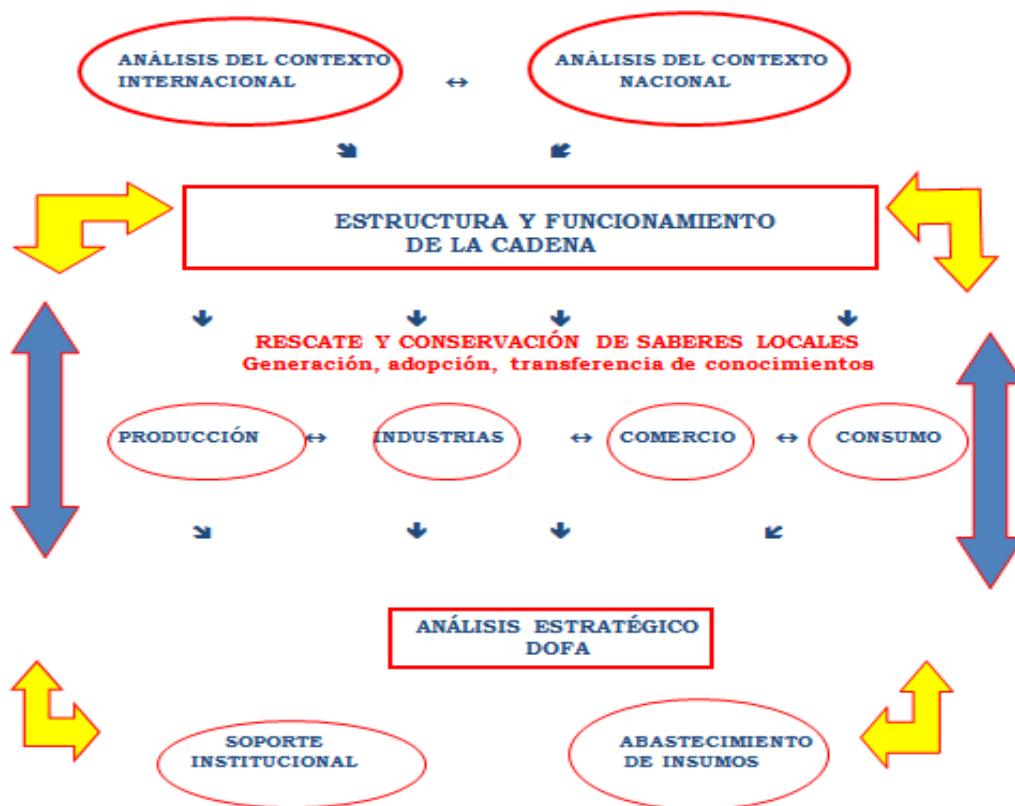 ANÁLISIS DEL CONTEXTO
INTERNACIONAL
ANÁLISIS DEL CONTEXTO
NACIONAL
ESTRUCTURA Y FUNCIONAMIENTO
DE LA CADENA
RESCATE Y CONSERVACIÓN DE SABERES LOCALES
Generación, adopción, transferencia de conocimientos
PRODUCCIÓN
INDUSTRIAS
COMERCIO
CONSUMO
ANÁLISIS ESTRATÉGICO
DOFA
SOPORTE
INSTITUCIONAL
ABASTECIMIENTO
DE INSUMOS